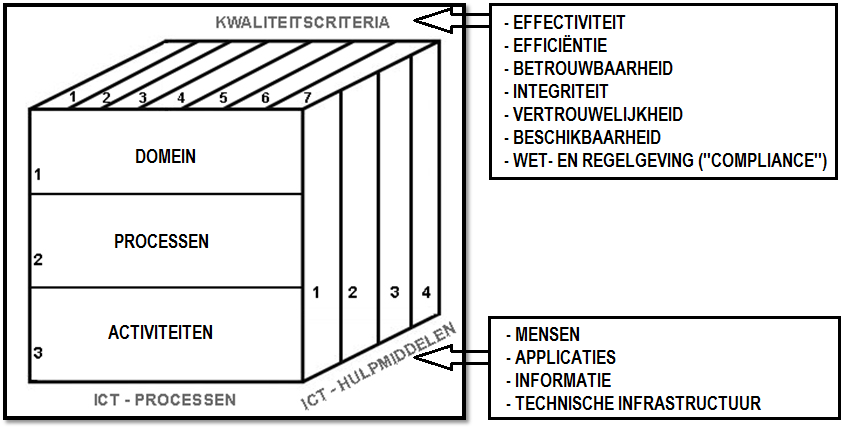 KWALITEITSCRITERIA
1 2 3 4 5 6 7
1 DOMEIN
2 PROCESSEN
3 ACTIVITEITEN
1 2 3 4
ICT - PROCESSEN
ICT - HULPMIDDELEN
- EFFECTIVITEIT
- EFFICIËNTIE
- BETROUWBAARHEID
- INTEGRITEIT
- VERTROUWELIJKHEID
- BESCHIKBAARHEID
- WET- EN REGELGEVING ("COMPLIANCE")
- MENSEN
- APPLICATIES
- INFORMATIE
- TECHNISCHE INFRASTRUCTUUR